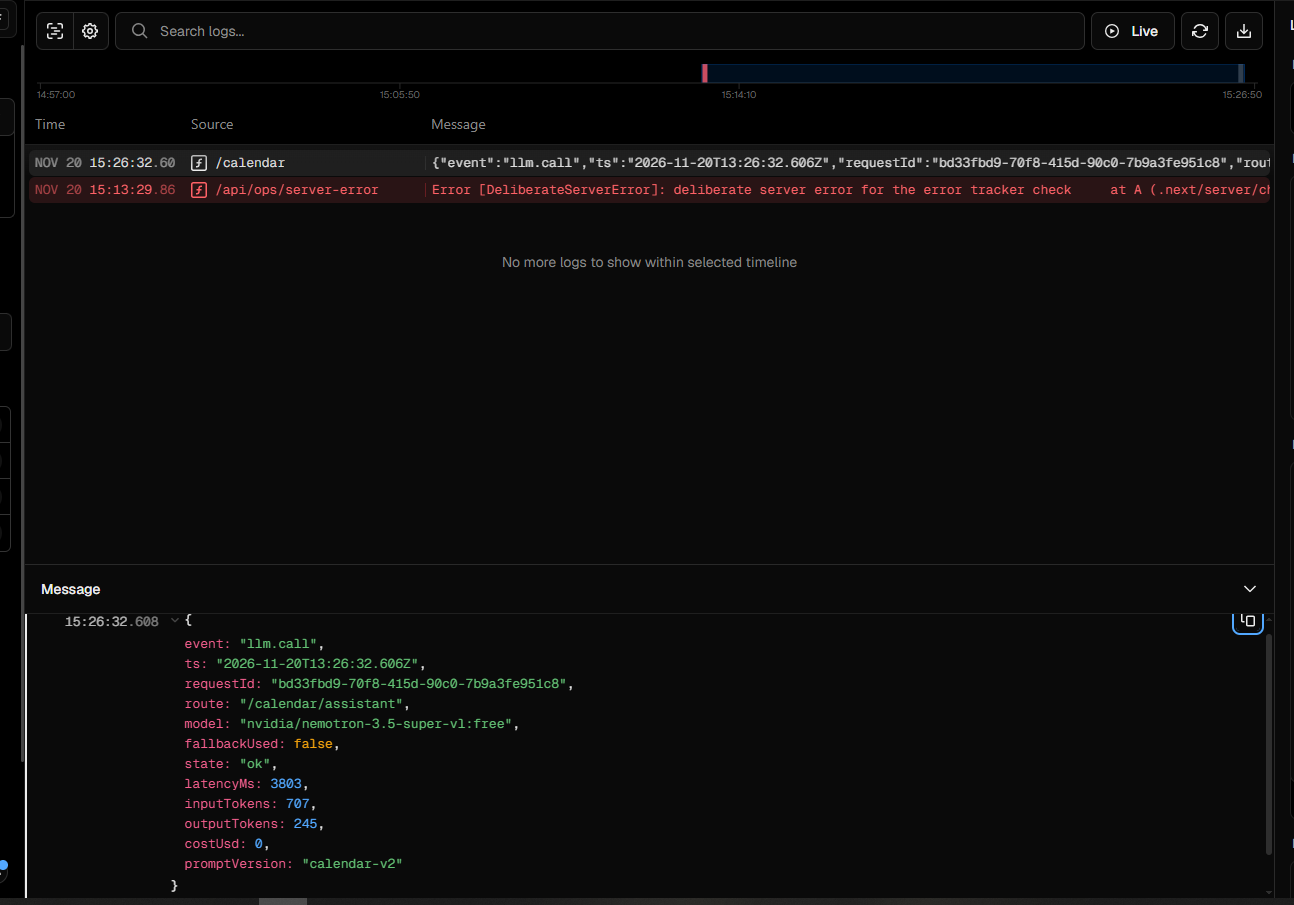 Search logs…
Live
14:57:00 15:05:50 15:14:10 15:26:50
Time Source Message
NOV 20 15:26:32.60 /calendar {"event":"llm.call","ts":"2026-11-20T13:26:32.606Z","requestId":"bd33fbd9-70f8-415d-90c0-7b9a3fe951c8","rout
NOV 20 15:13:29.86 /api/ops/server-error Error [DeliberateServerError]: deliberate server error for the error tracker check at A (.next/server/ch
No more logs to show within selected timeline
Message
15:26:32.608 {
event: "llm.call",
ts: "2026-11-20T13:26:32.606Z",
requestId: "bd33fbd9-70f8-415d-90c0-7b9a3fe951c8",
route: "/calendar/assistant",
model: "nvidia/nemotron-3.5-super-vl:free",
fallbackUsed: false,
state: "ok",
latencyMs: 3803,
inputTokens: 707,
outputTokens: 245,
costUsd: 0,
promptVersion: "calendar-v2"
}